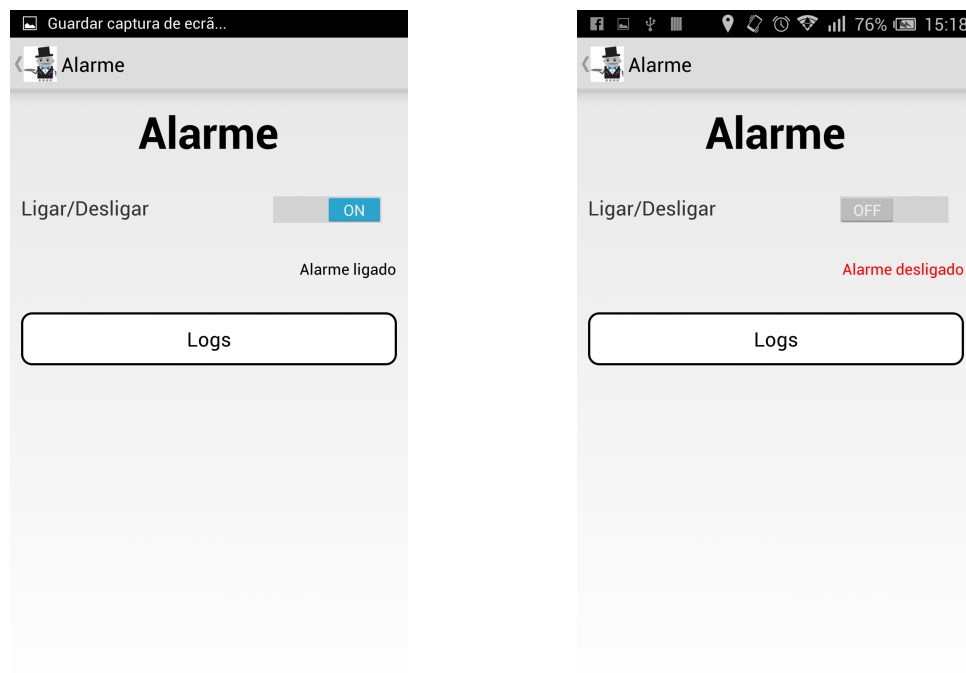 Guardar captura de ecrã...
Alarme
Alarme
Ligar/Desligar
ON
Alarme ligado
Logs
76% 15:18
Alarme
Alarme
Ligar/Desligar
OFF
Alarme desligado
Logs